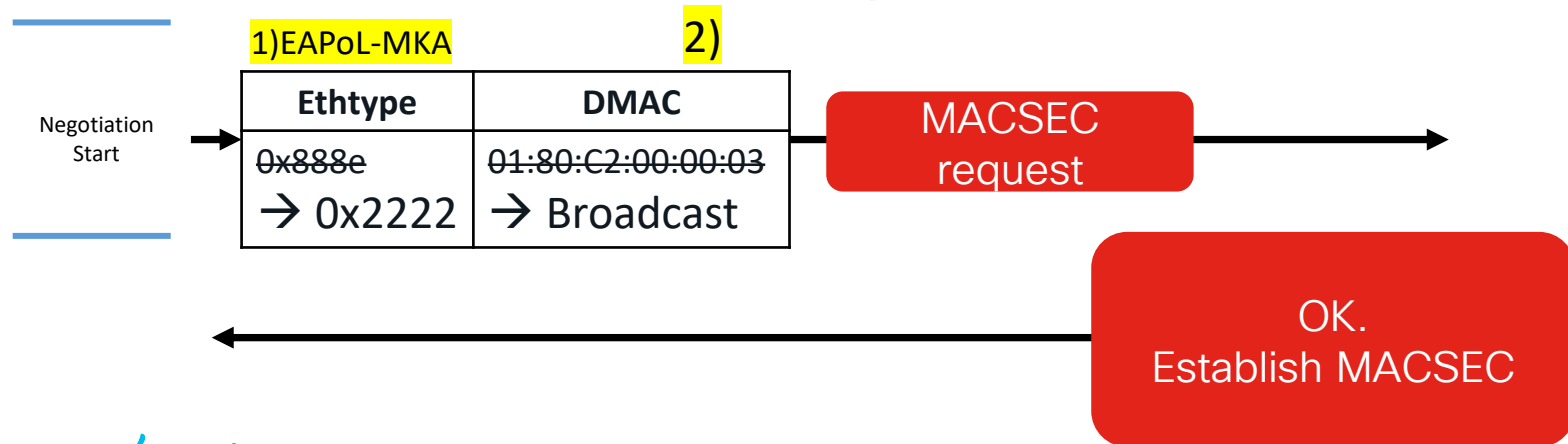 1)EAPoL-MKA
2)
Negotiation
Start
Ethtype
DMAC
0x888e
→ 0x2222
01:80:C2:00:00:03
→ Broadcast
MACSEC
request
OK.
Establish MACSEC